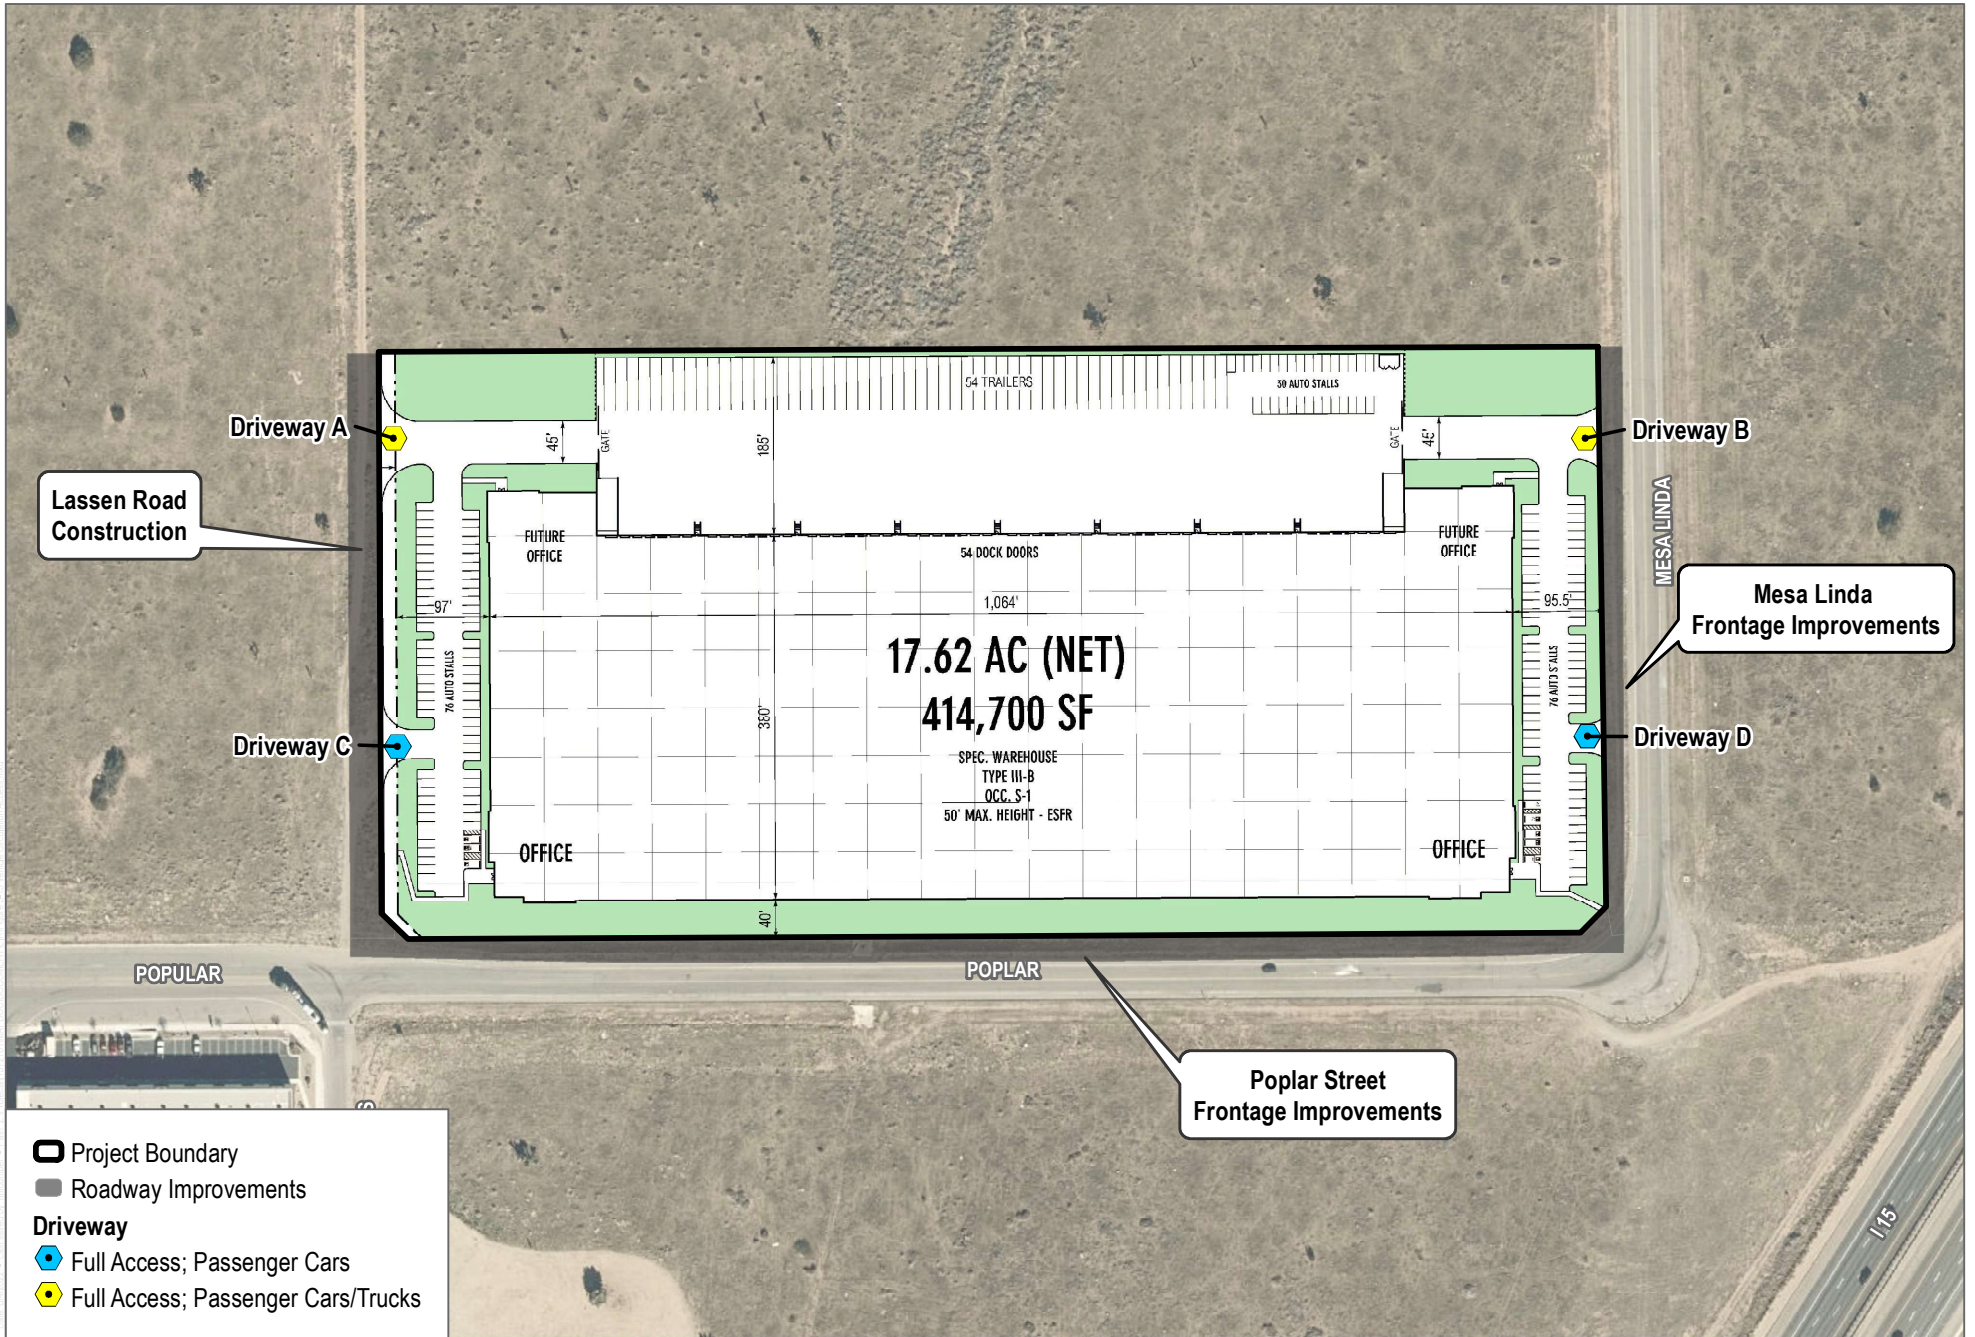 54 TRAILERS
30 AUTO STALLS
Driveway A
45'
GATE
185'
GATE
45'
Driveway B
Lassen Road
Construction
MESA LINDA
FUTURE
OFFICE
54 DOCK DOORS
FUTURE
OFFICE
97'
1,064'
95.5'
Mesa Linda
Frontage Improvements
17.62 AC (NET)
414,700 SF
76 AUTO STALLS
76 AUTO STALLS
Driveway C
360'
Driveway D
SPEC. WAREHOUSE
TYPE III-B
OCC. S-1
50' MAX. HEIGHT - ESFR
OFFICE
OFFICE
40'
POPULAR
POPLAR
Poplar Street
Frontage Improvements
S
I 15
Project Boundary
Roadway Improvements
Driveway
Full Access; Passenger Cars
Full Access; Passenger Cars/Trucks